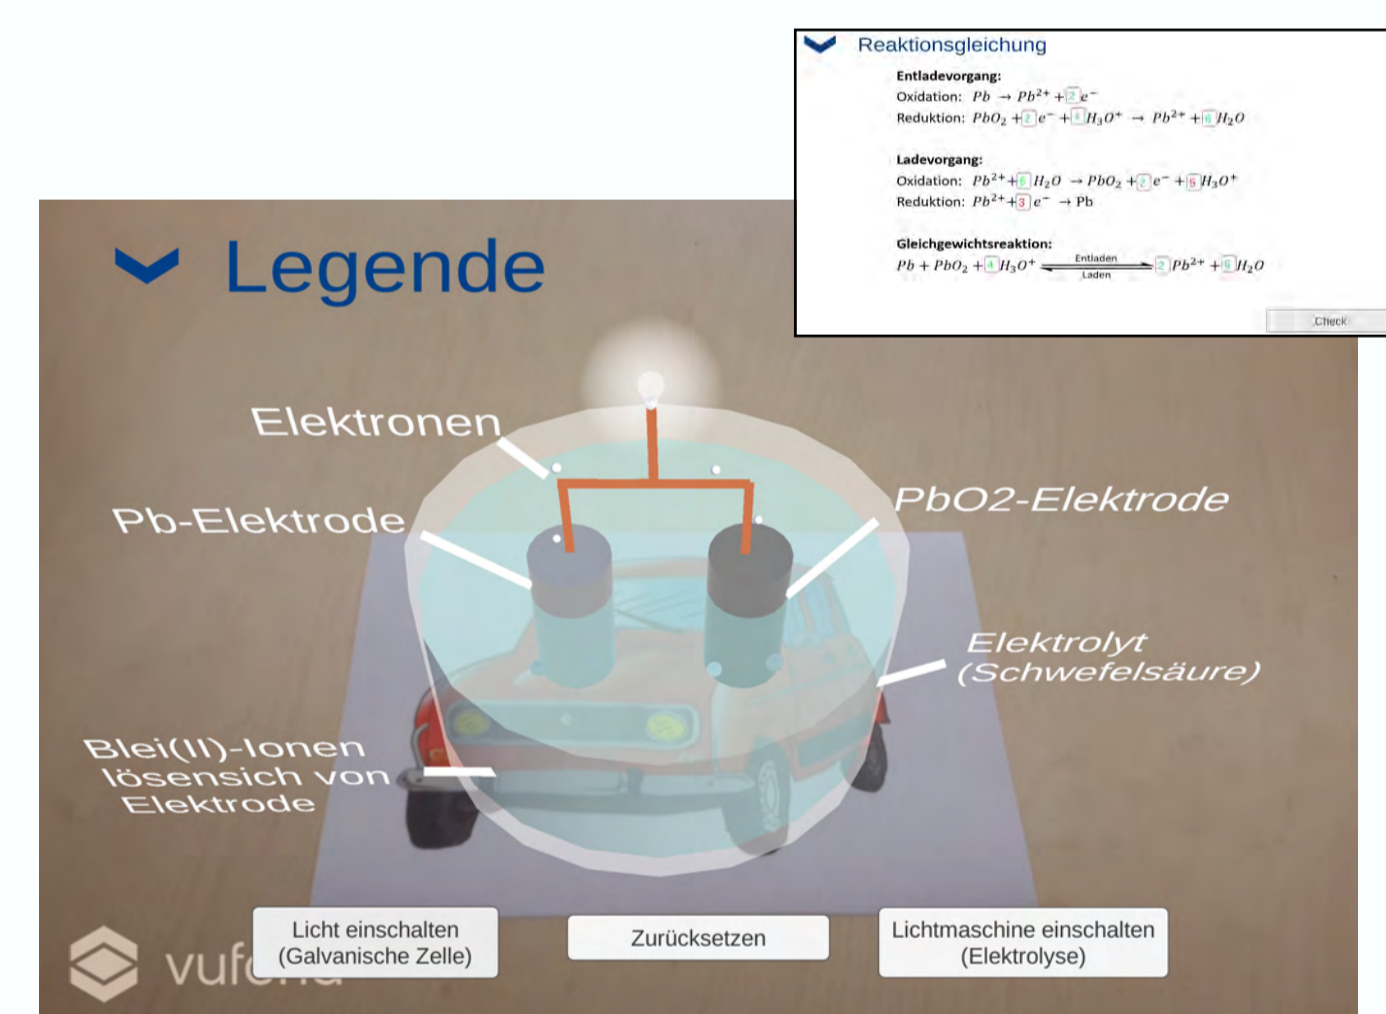 Reaktionsgleichung
Entladevorgang:
Oxidation: Pb → Pb²⁺ + 2 e⁻
Reduktion: PbO₂ + 2 e⁻ + 4 H₃O⁺ → Pb²⁺ + 6 H₂O
Ladevorgang:
Oxidation: Pb²⁺ + 6 H₂O → PbO₂ + 2 e⁻ + 5 H₃O⁺
Reduktion: Pb²⁺ + 3 e⁻ → Pb
Gleichgewichtsreaktion:
Entladen
Pb + PbO₂ + 4 H₃O⁺ ⇌ 2 Pb²⁺ + 6 H₂O
Laden
Check
Legende
Elektronen
Pb-Elektrode
PbO2-Elektrode
Elektrolyt
(Schwefelsäure)
Blei(II)-Ionen
lösensich von
Elektrode
Licht einschalten
(Galvanische Zelle)
Zurücksetzen
Lichtmaschine einschalten
(Elektrolyse)